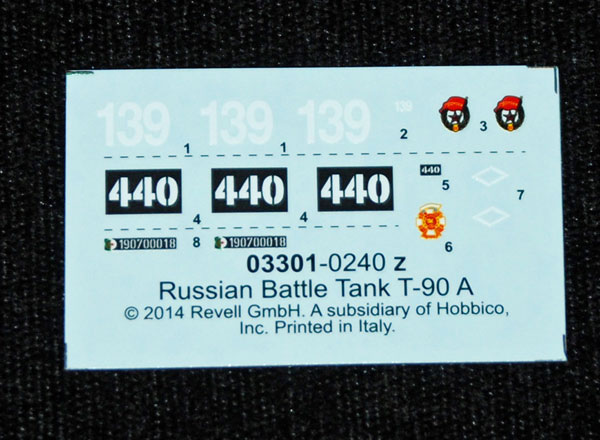 139 139 139 139
1 1 2 3
440 440 440 440
4 4 5 7
190700018 8 190700018 6
03301-0240 z
Russian Battle Tank T-90 A
© 2014 Revell GmbH. A subsidiary of Hobbico,
Inc. Printed in Italy.